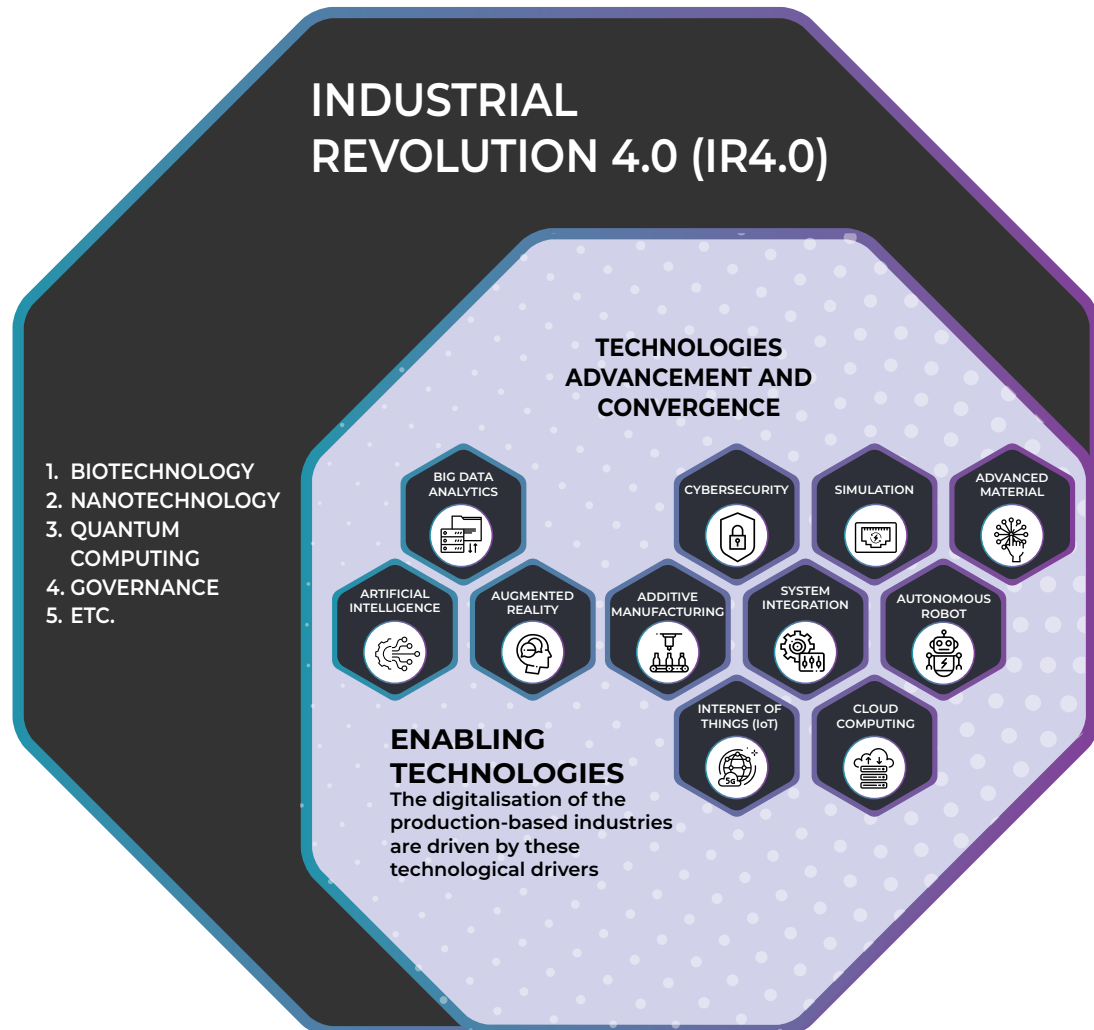 INDUSTRIAL
REVOLUTION 4.0 (IR4.0)
TECHNOLOGIES
ADVANCEMENT AND
CONVERGENCE
1. BIOTECHNOLOGY
2. NANOTECHNOLOGY
3. QUANTUM
COMPUTING
4. GOVERNANCE
5. ETC.
BIG DATA
ANALYTICS
CYBERSECURITY
SIMULATION
ADVANCED
MATERIAL
ARTIFICIAL
INTELLIGENCE
AUGMENTED
REALITY
ADDITIVE
MANUFACTURING
SYSTEM
INTEGRATION
AUTONOMOUS
ROBOT
INTERNET OF
THINGS (IoT)
5G
CLOUD
COMPUTING
ENABLING
TECHNOLOGIES
The digitalisation of the
production-based industries
are driven by these
technological drivers